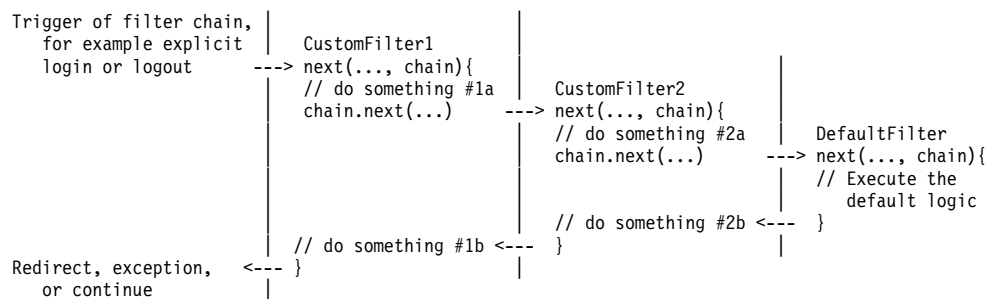 Trigger of filter chain, |                         |
   for example explicit  |   CustomFilter1         |
   login or logout     ---> next(..., chain){      |                         |
                         |   // do something #1a   |   CustomFilter2         |
                         |   chain.next(...)     ---> next(..., chain){      |
                         |                         |   // do something #2a   |   DefaultFilter
                         |                         |   chain.next(...)     ---> next(..., chain){
                         |                         |                         |   // Execute the
                         |                         |                         |      default logic
                         |                         |   // do something #2b <---  }
                         |  // do something #1b <---  }                      |
Redirect, exception,   <--- }                      |
   or continue           |